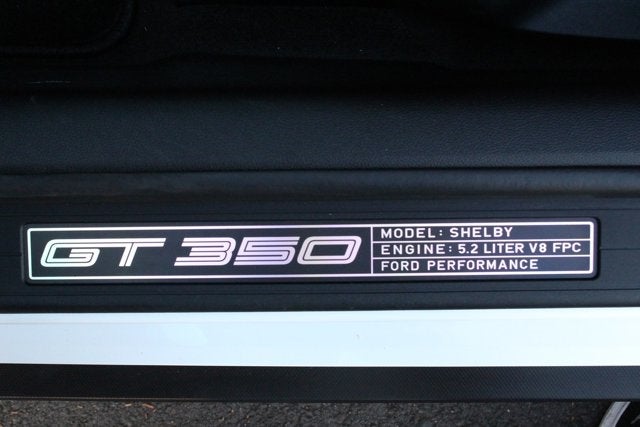 GT 350
MODEL: SHELBY
ENGINE: 5.2 LITER V8 FPC
FORD PERFORMANCE